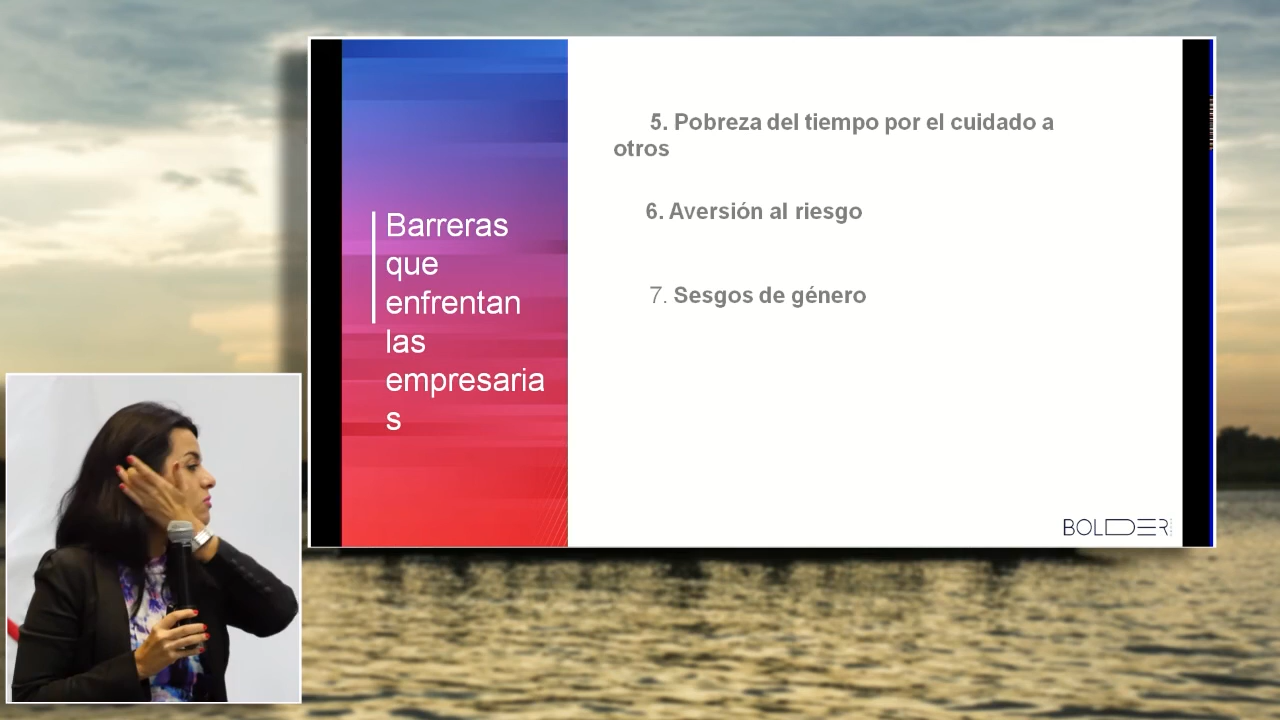 Barreras
que
enfrentan
las
empresaria
s
5. Pobreza del tiempo por el cuidado a
otros
6. Aversión al riesgo
7. Sesgos de género
BOLDER